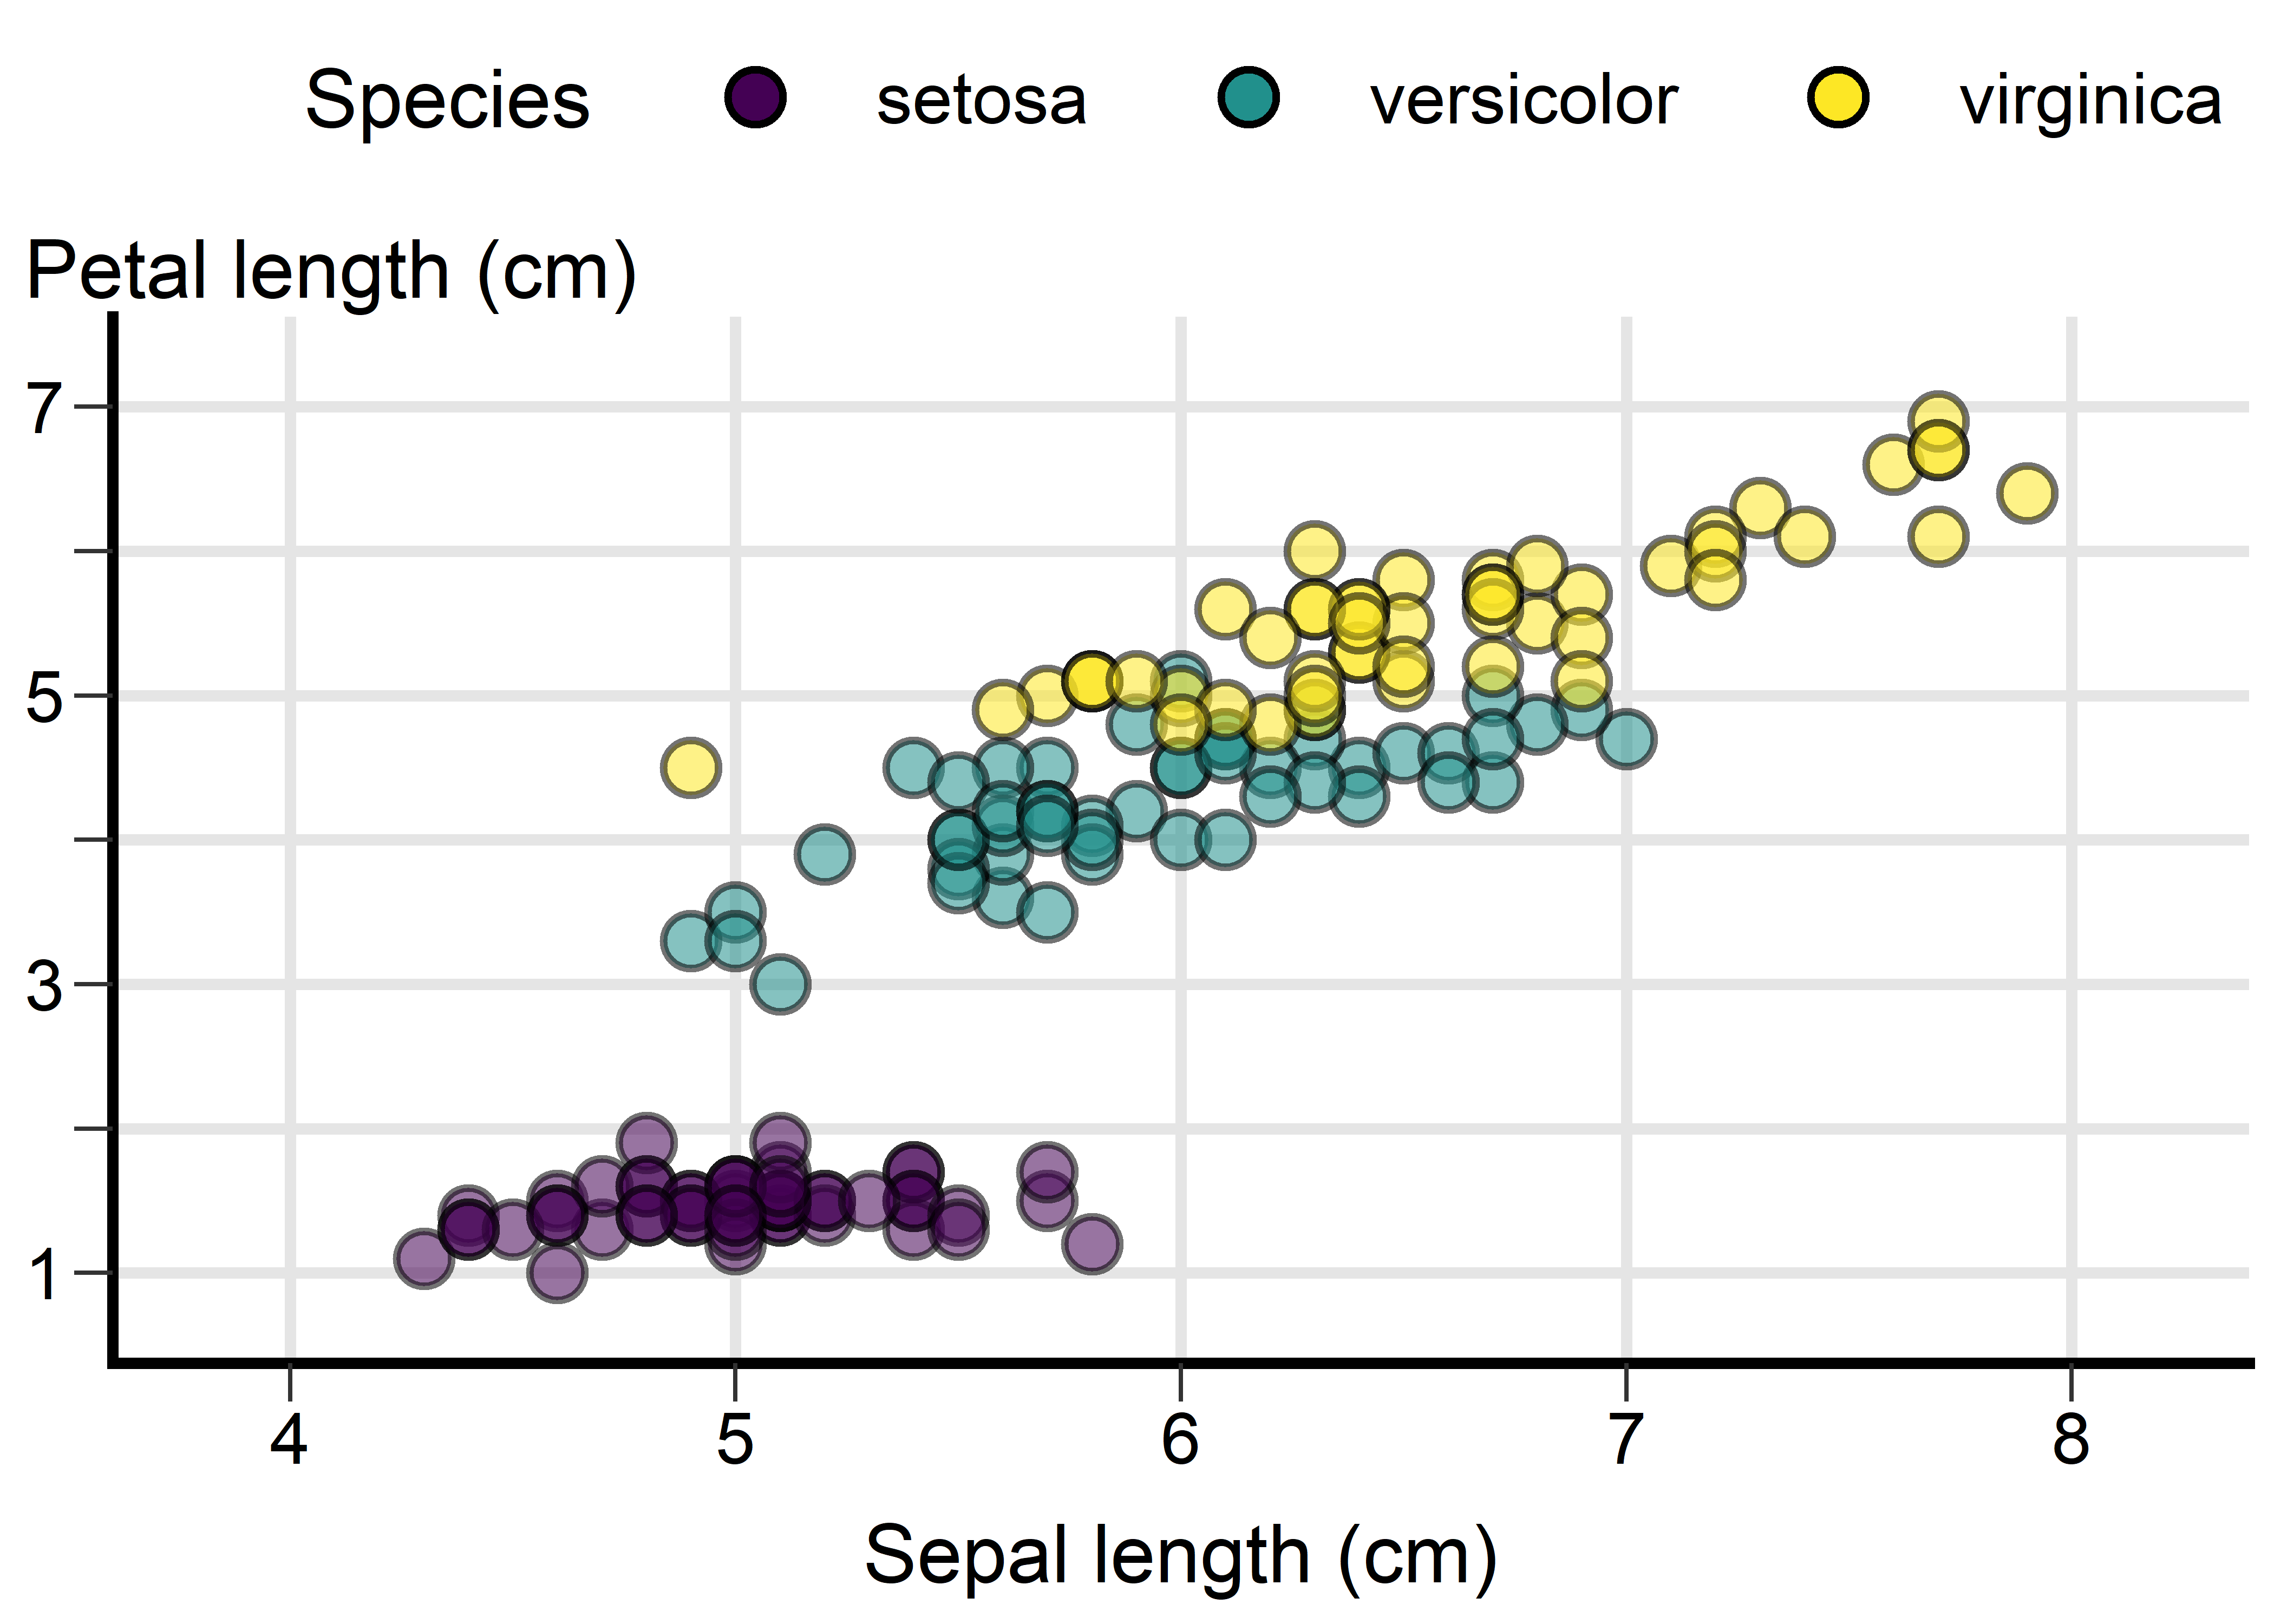 Species setosa versicolor virginica
Petal length (cm)
7
5
3
1
4 5 6 7 8
Sepal length (cm)